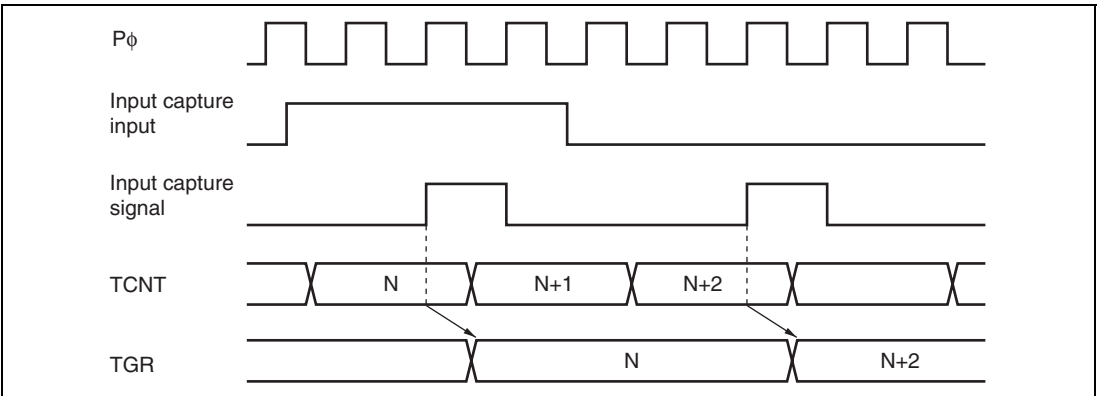 Pϕ
Input capture
input
Input capture
signal
TCNT
N
N+1
N+2
TGR
N
N+2